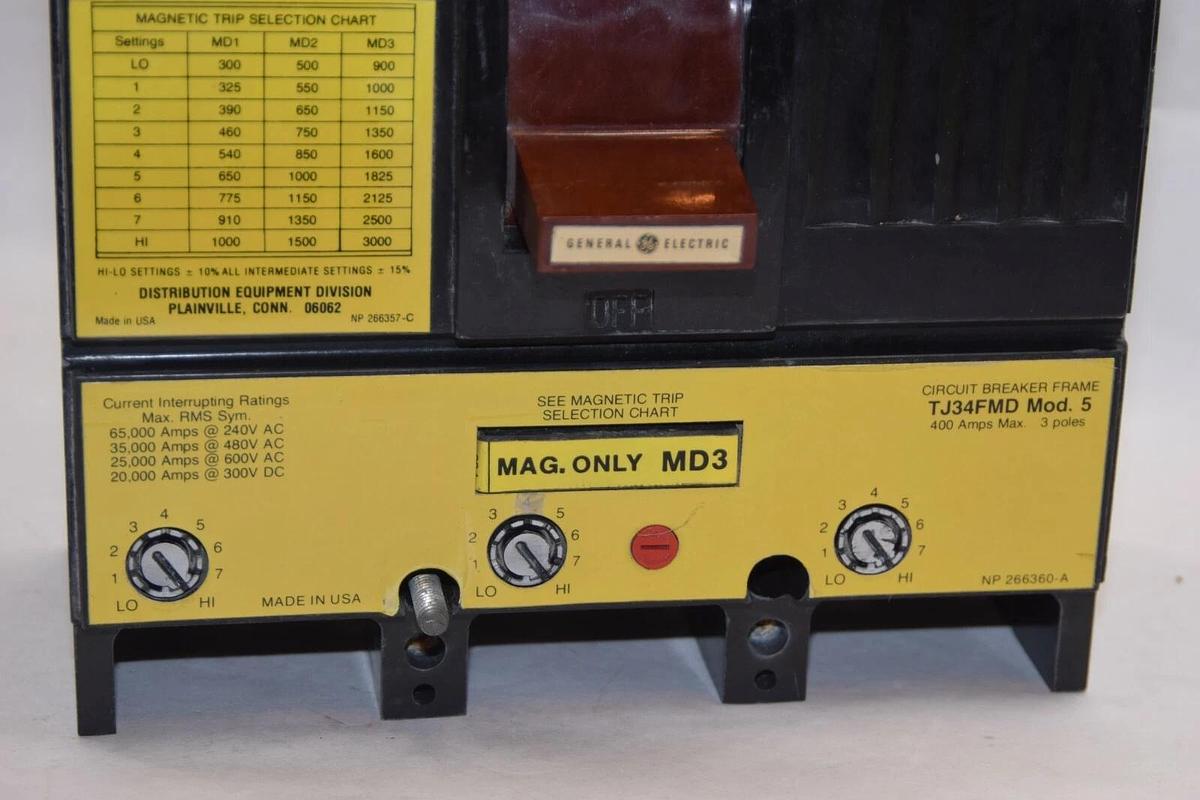 MAGNETIC TRIP SELECTION CHART
Settings MD1 MD2 MD3
LO 300 500 900
1 325 550 1000
2 390 650 1150
3 460 750 1350
4 540 850 1600
5 650 1000 1825
6 775 1150 2125
7 910 1350 2500
HI 1000 1500 3000
HI-LO SETTINGS ± 10% ALL INTERMEDIATE SETTINGS ± 15%
DISTRIBUTION EQUIPMENT DIVISION
PLAINVILLE, CONN. 06062
Made in USA NP 266357-C
GENERAL GE ELECTRIC
OFF
Current Interrupting Ratings
Max. RMS Sym.
65,000 Amps @ 240V AC
35,000 Amps @ 480V AC
25,000 Amps @ 600V AC
20,000 Amps @ 300V DC
SEE MAGNETIC TRIP
SELECTION CHART
MAG. ONLY MD3
CIRCUIT BREAKER FRAME
TJ34FMD Mod. 5
400 Amps Max. 3 poles
LO 1 2 3 4 5 6 7 HI
MADE IN USA
LO 1 2 3 4 5 6 7 HI
LO 1 2 3 4 5 6 7 HI
NP 266360-A